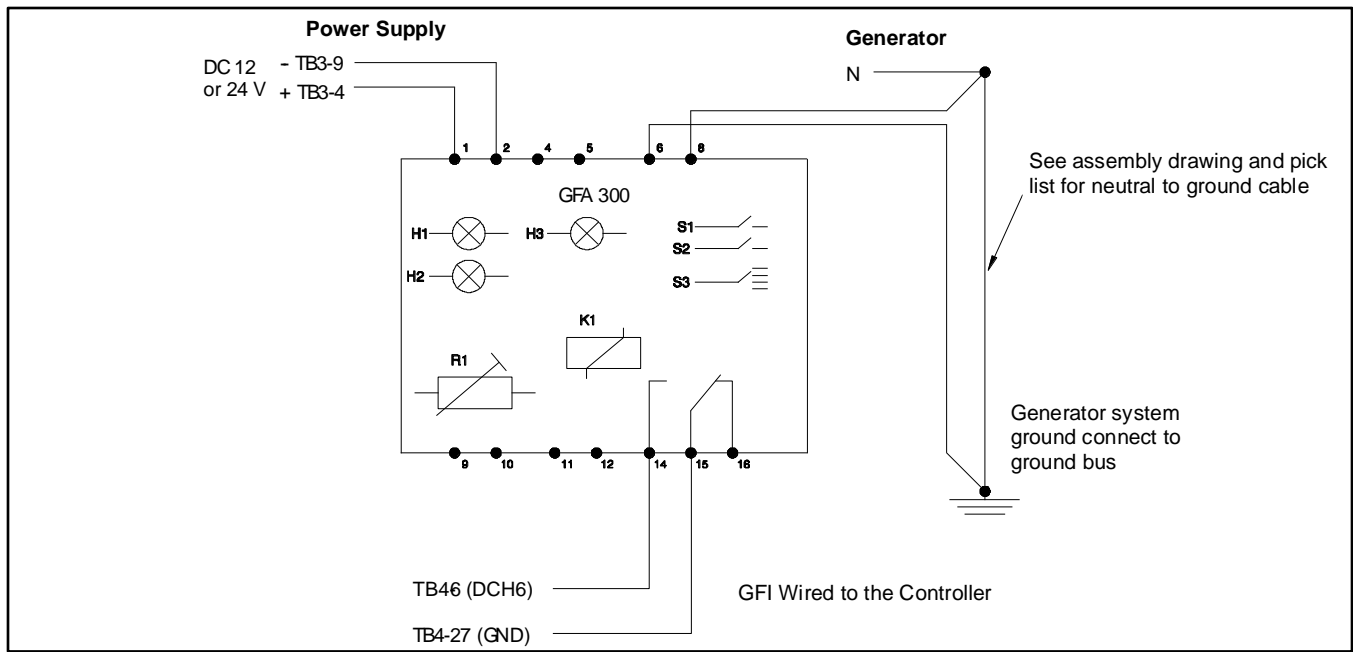 Power Supply
DC 12 - TB3-9
or 24 V + TB3-4
Generator
N
1 2 4 5 6 8
GFA 300
H1 H3 S1
S2
H2 S3
K1
R1
See assembly drawing and pick
list for neutral to ground cable
Generator system
ground connect to
ground bus
9 10 11 12 14 15 16
TB46 (DCH6)
GFI Wired to the Controller
TB4-27 (GND)